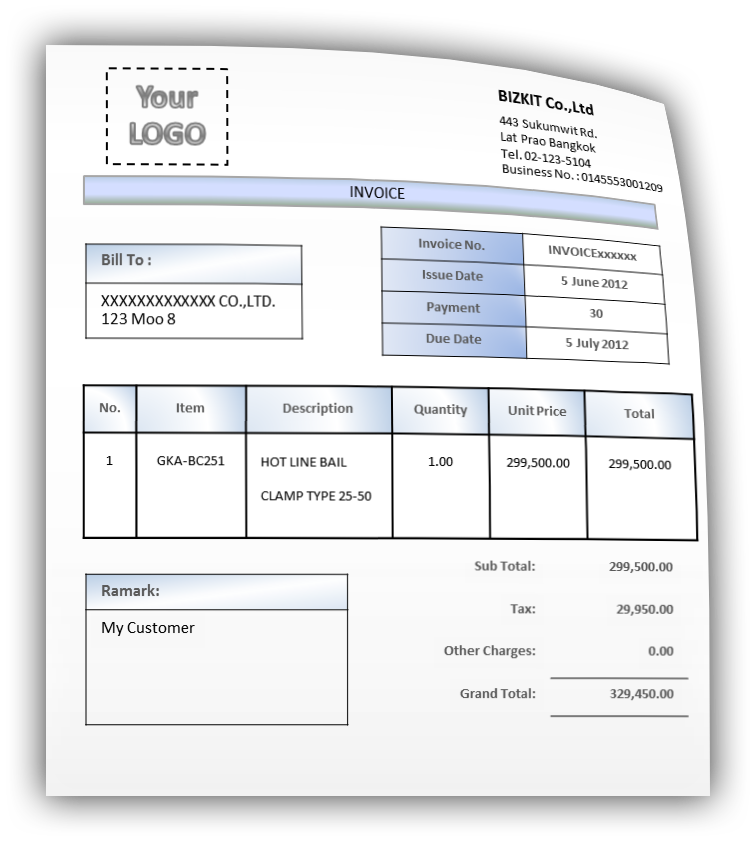 Your
LOGO
BIZKIT Co.,Ltd
443 Sukumwit Rd.
Lat Prao Bangkok
Tel. 02-123-5104
Business No. : 0145553001209
INVOICE
Bill To :
XXXXXXXXXXXXX CO.,LTD.
123 Moo 8
Invoice No. INVOICExxxxxx
Issue Date 5 June 2012
Payment 30
Due Date 5 July 2012
No. Item Description Quantity Unit Price Total
1 GKA-BC251 HOT LINE BAIL 1.00 299,500.00 299,500.00
CLAMP TYPE 25-50
Sub Total: 299,500.00
Tax: 29,950.00
Other Charges: 0.00
Grand Total: 329,450.00
Ramark:
My Customer